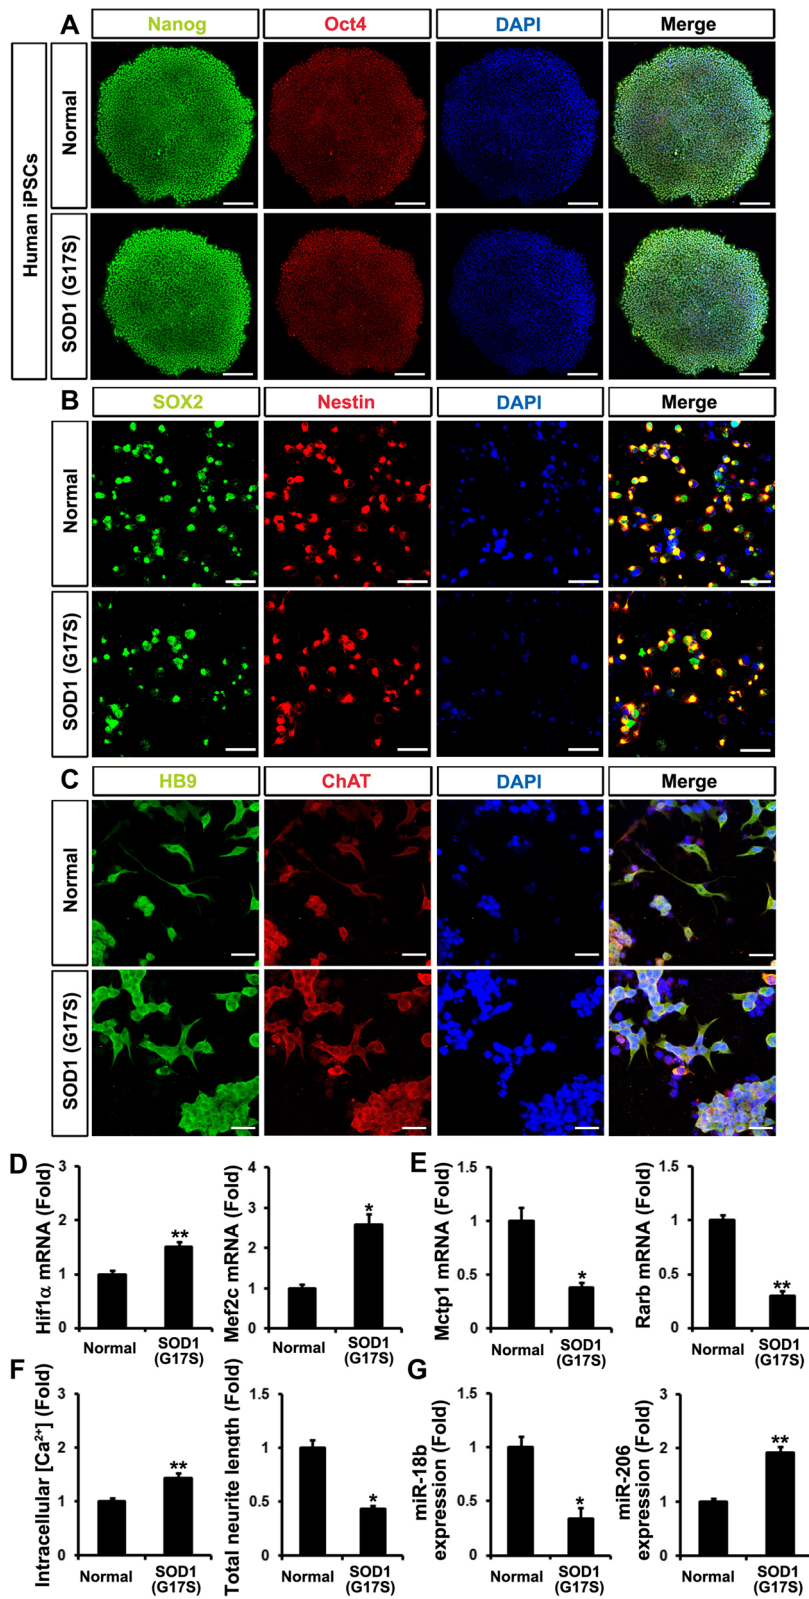 A
Nanog
Oct4
DAPI
Merge
Human iPSCs
Normal
SOD1 (G17S)
B
SOX2
Nestin
DAPI
Merge
Normal
SOD1 (G17S)
C
HB9
ChAT
DAPI
Merge
Normal
SOD1 (G17S)
D
Hif1α mRNA (Fold)
3
2
1
0
**
Normal
SOD1
(G17S)
Mef2c mRNA (Fold)
4
3
2
1
0
*
Normal
SOD1
(G17S)
E
Mctp1 mRNA (Fold)
1.5
1
0.5
0
*
Normal
SOD1
(G17S)
Rarb mRNA (Fold)
1.5
1
0.5
0
**
Normal
SOD1
(G17S)
F
Intracellular [Ca²⁺] (Fold)
3
2
1
0
**
Normal
SOD1
(G17S)
Total neurite length (Fold)
1.5
1
0.5
0
*
Normal
SOD1
(G17S)
G
miR-18b
expression (Fold)
1.5
1
0.5
0
*
Normal
SOD1
(G17S)
miR-206
expression (Fold)
3
2
1
0
**
Normal
SOD1
(G17S)